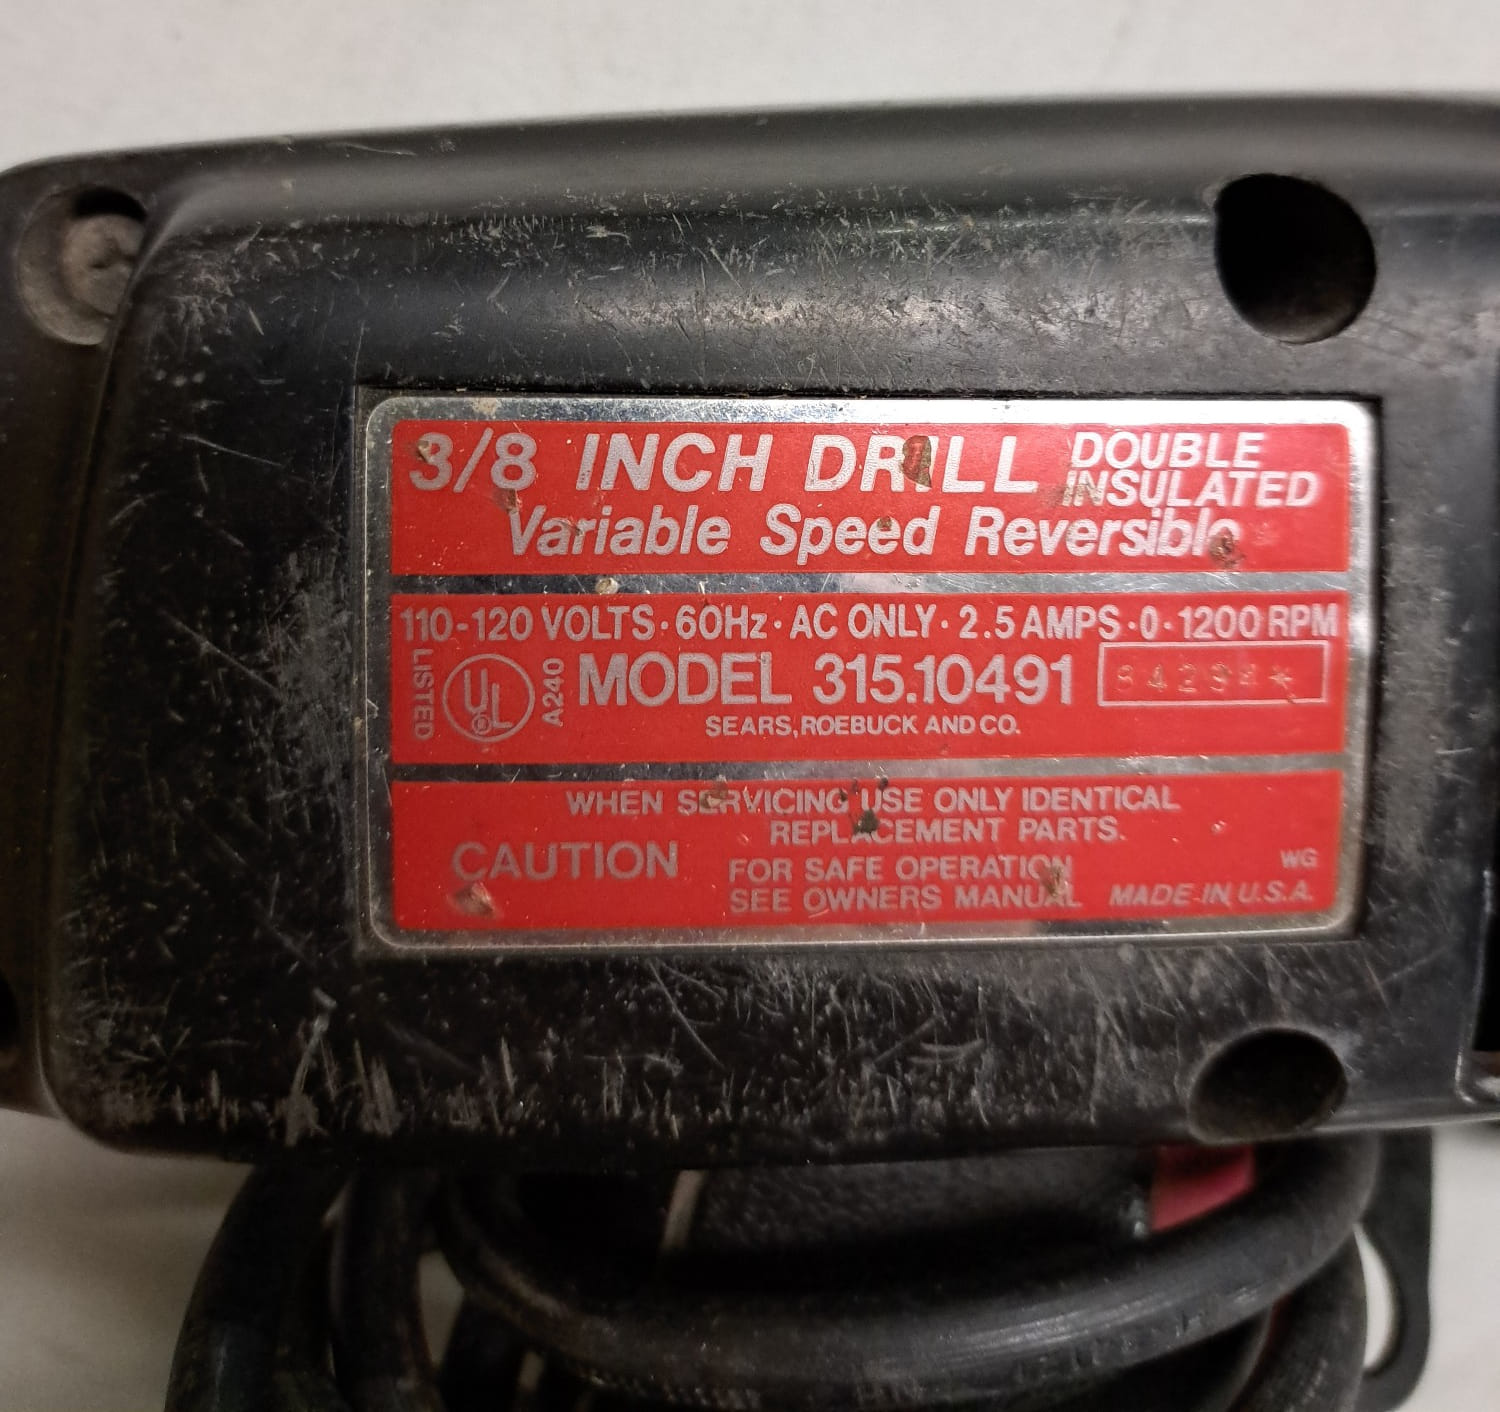 3/8 INCH DRILL DOUBLE INSULATED
Variable Speed Reversible
110-120 VOLTS·60Hz·AC ONLY·2.5 AMPS·0-1200 RPM
LISTED
UL
®
A240
MODEL 315.10491
SEARS, ROEBUCK AND CO.
WHEN SERVICING USE ONLY IDENTICAL
REPLACEMENT PARTS.
CAUTION
FOR SAFE OPERATION
SEE OWNERS MANUAL
WG
MADE IN U.S.A.